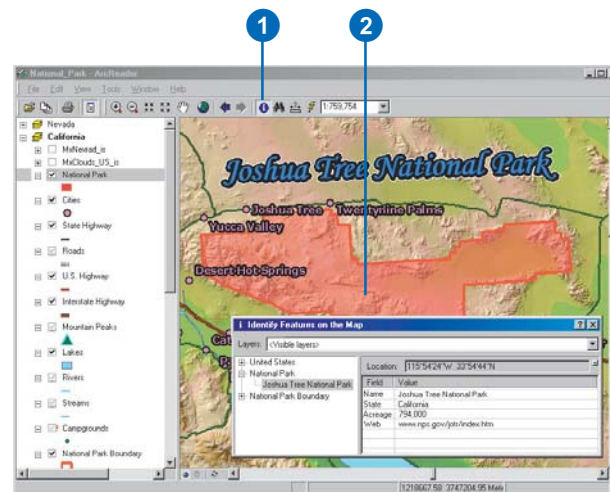 1
2
National_Park - ArcReader
File Edit View Tools Window Help
1:759,754
Nevada
California
MxNexrad_is
MxClouds_US_is
National Park
Cities
State Highway
Roads
U.S. Highway
Interstate Highway
Mountain Peaks
Lakes
Rivers
Streams
Campgrounds
National Park Boundary
Joshua Tree National Park
Joshua Tree
Twentynine Palms
Yucca Valley
Desert Hot Springs
Identify Features on the Map
Layers: <Visible layers>
United States
National Park
Joshua Tree National Park
National Park Boundary
Location: 115°54'24"W 33°54'44"N
Field Value
Name Joshua Tree National Park
State California
Acreage 794,000
Web www.nps.gov/jotr/index.htm
1218667.58 3747204.95